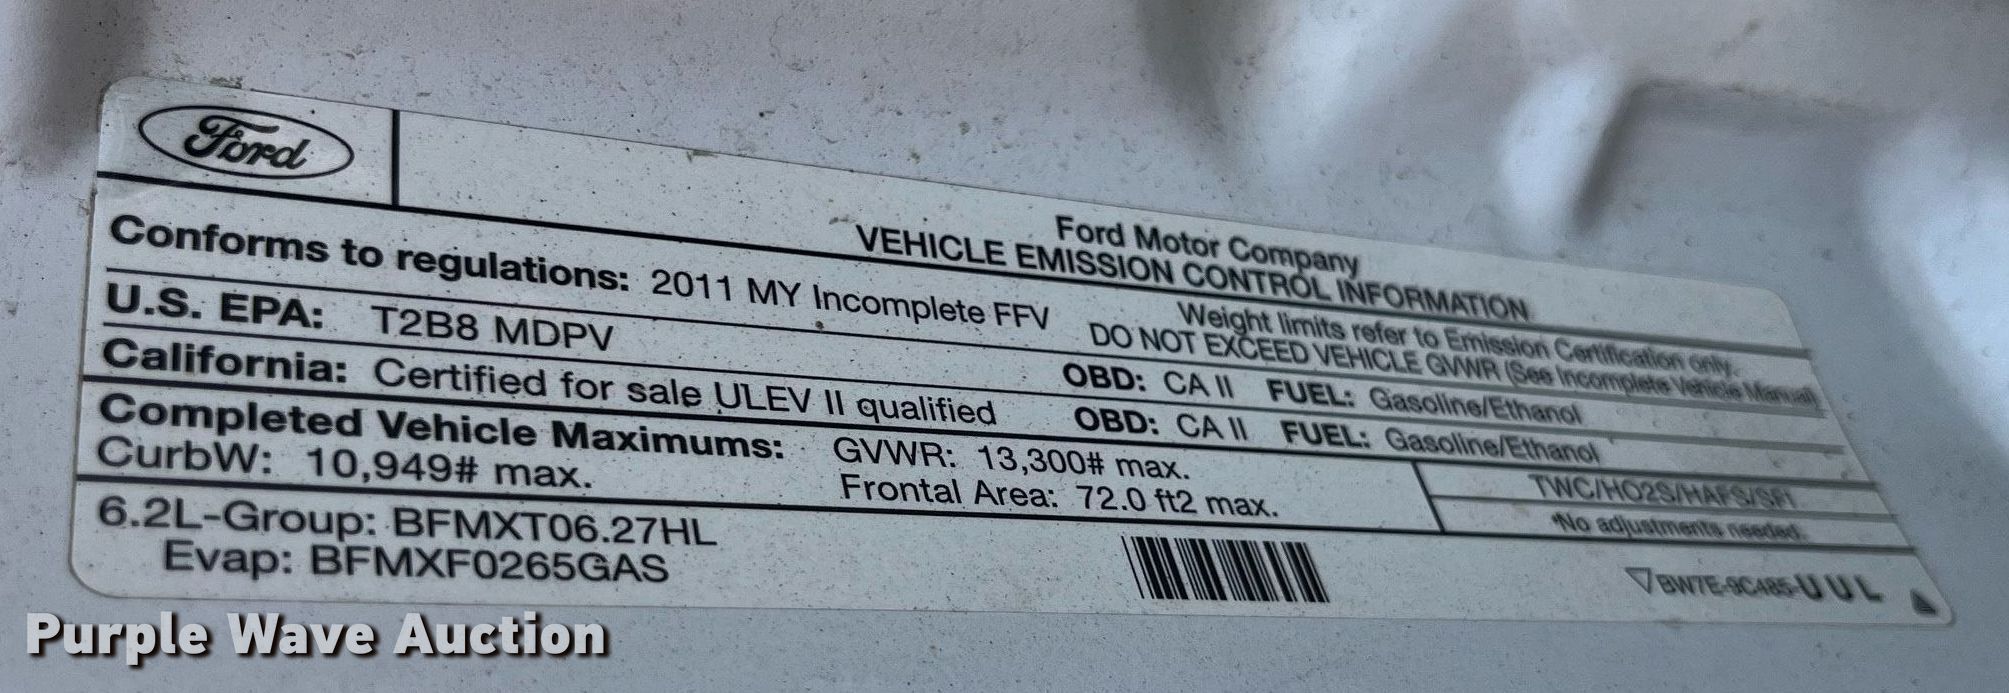 Ford
Ford Motor Company
VEHICLE EMISSION CONTROL INFORMATION
Conforms to regulations: 2011 MY Incomplete FFV
Weight limits refer to Emission Certification only.
DO NOT EXCEED VEHICLE GVWR (See Incomplete Vehicle Manual)
U.S. EPA: T2B8 MDPV OBD: CA II FUEL: Gasoline/Ethanol
California: Certified for sale ULEV II qualified OBD: CA II FUEL: Gasoline/Ethanol
Completed Vehicle Maximums: GVWR: 13,300# max.
CurbW: 10,949# max. Frontal Area: 72.0 ft2 max.
TWC/HO2S/HAFS/SFI
*No adjustments needed.
6.2L-Group: BFMXT06.27HL
Evap: BFMXF0265GAS
BW7E-9C485-UUL
Purple Wave Auction